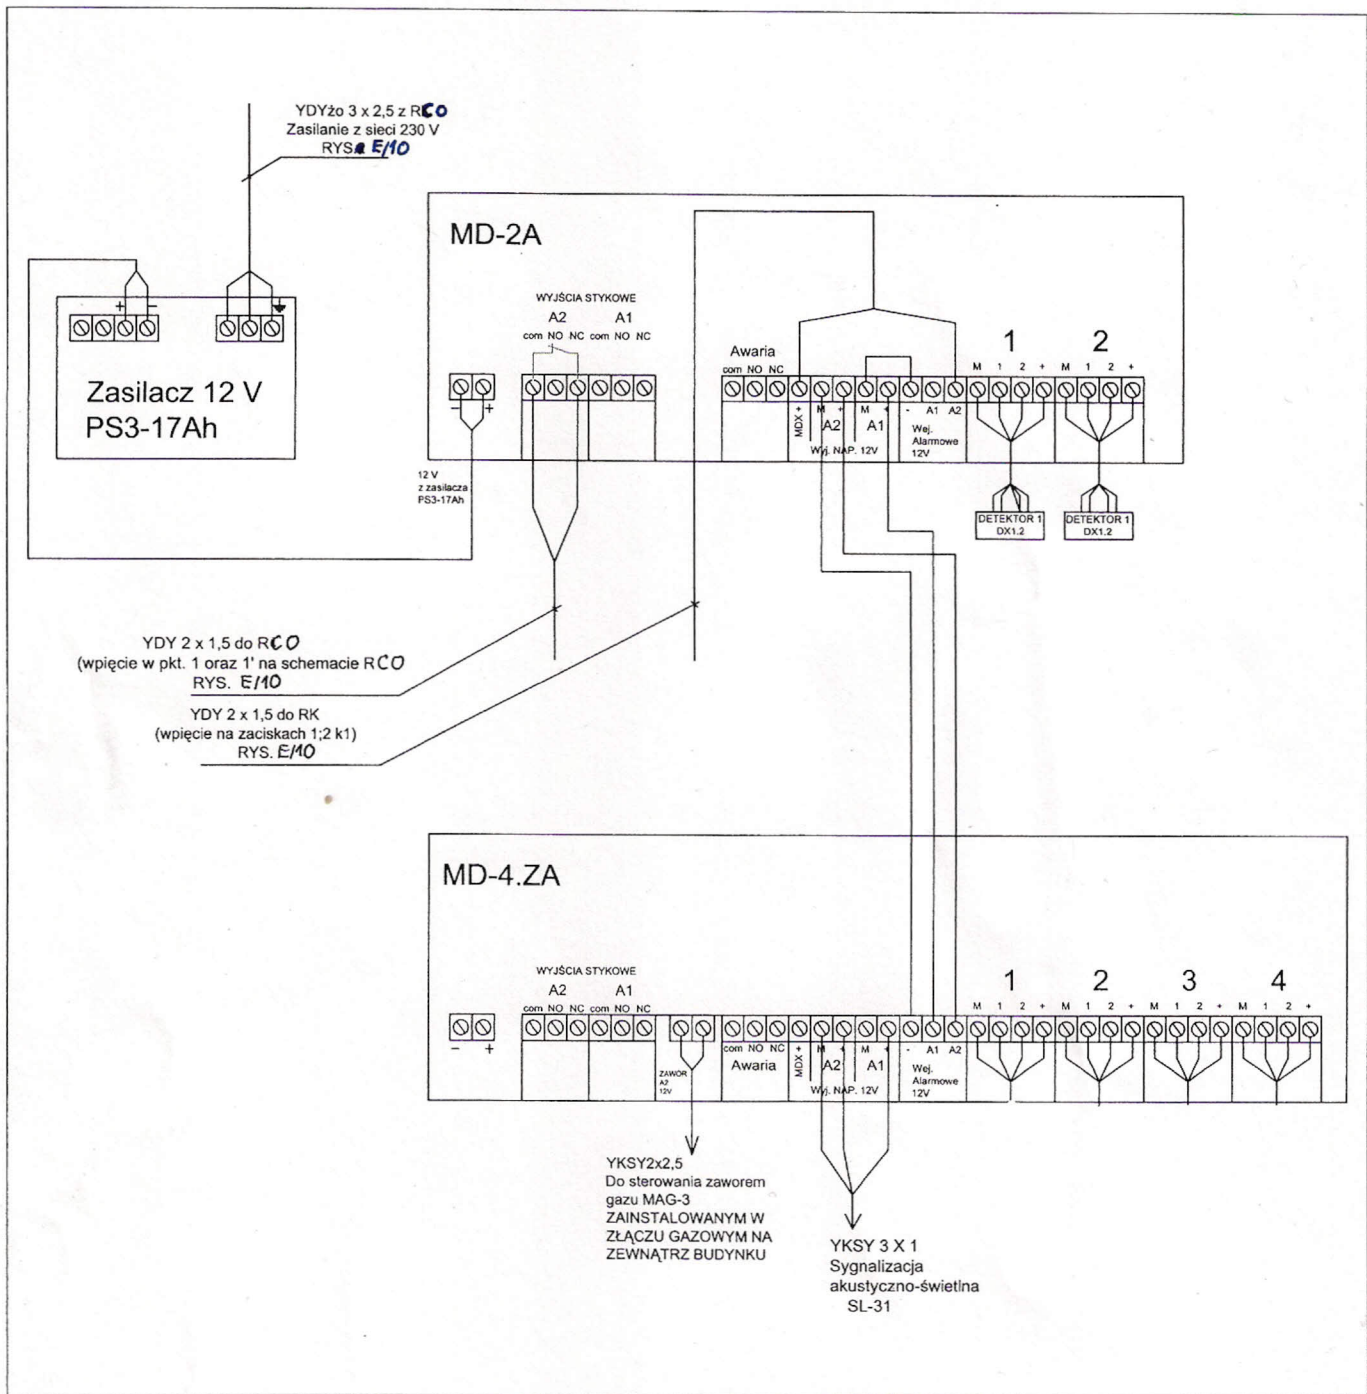 YDYżo 3 x 2,5 z RCO
Zasilanie z sieci 230 V
RYS. E/10
+ −
Zasilacz 12 V
PS3-17Ah
MD-2A
WYJŚCIA STYKOWE
A2 A1
com NO NC com NO NC
− +
12 V
z zasilacza
PS3-17Ah
Awaria
com NO NC
MDX +
M + M +
A2 A1
Wyj. NAP. 12V
- A1 A2
Wej.
Alarmowe
12V
1 2
M 1 2 + M 1 2 +
DETEKTOR 1
DX1.2
DETEKTOR 1
DX1.2
YDY 2 x 1,5 do RCO
(wpięcie w pkt. 1 oraz 1' na schemacie RCO
RYS. E/10
YDY 2 x 1,5 do RK
(wpięcie na zaciskach 1;2 k1)
RYS. E/10
MD-4.ZA
WYJŚCIA STYKOWE
A2 A1
com NO NC com NO NC
− +
ZAWÓR
A2
12V
com NO NC
Awaria
MDX +
M + M +
A2 A1
Wyj. NAP. 12V
- A1 A2
Wej.
Alarmowe
12V
1 2 3 4
M 1 2 + M 1 2 + M 1 2 + M 1 2 +
YKSY2x2,5
Do sterowania zaworem
gazu MAG-3
ZAINSTALOWANYM W
ZŁĄCZU GAZOWYM NA
ZEWNĄTRZ BUDYNKU
YKSY 3 X 1
Sygnalizacja
akustyczno-świetlna
SL-31